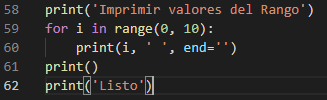 58 print('Imprimir valores del Rango')
59 for i in range(0, 10):
60     print(i, ' ', end='')
61 print()
62 print('Listo')